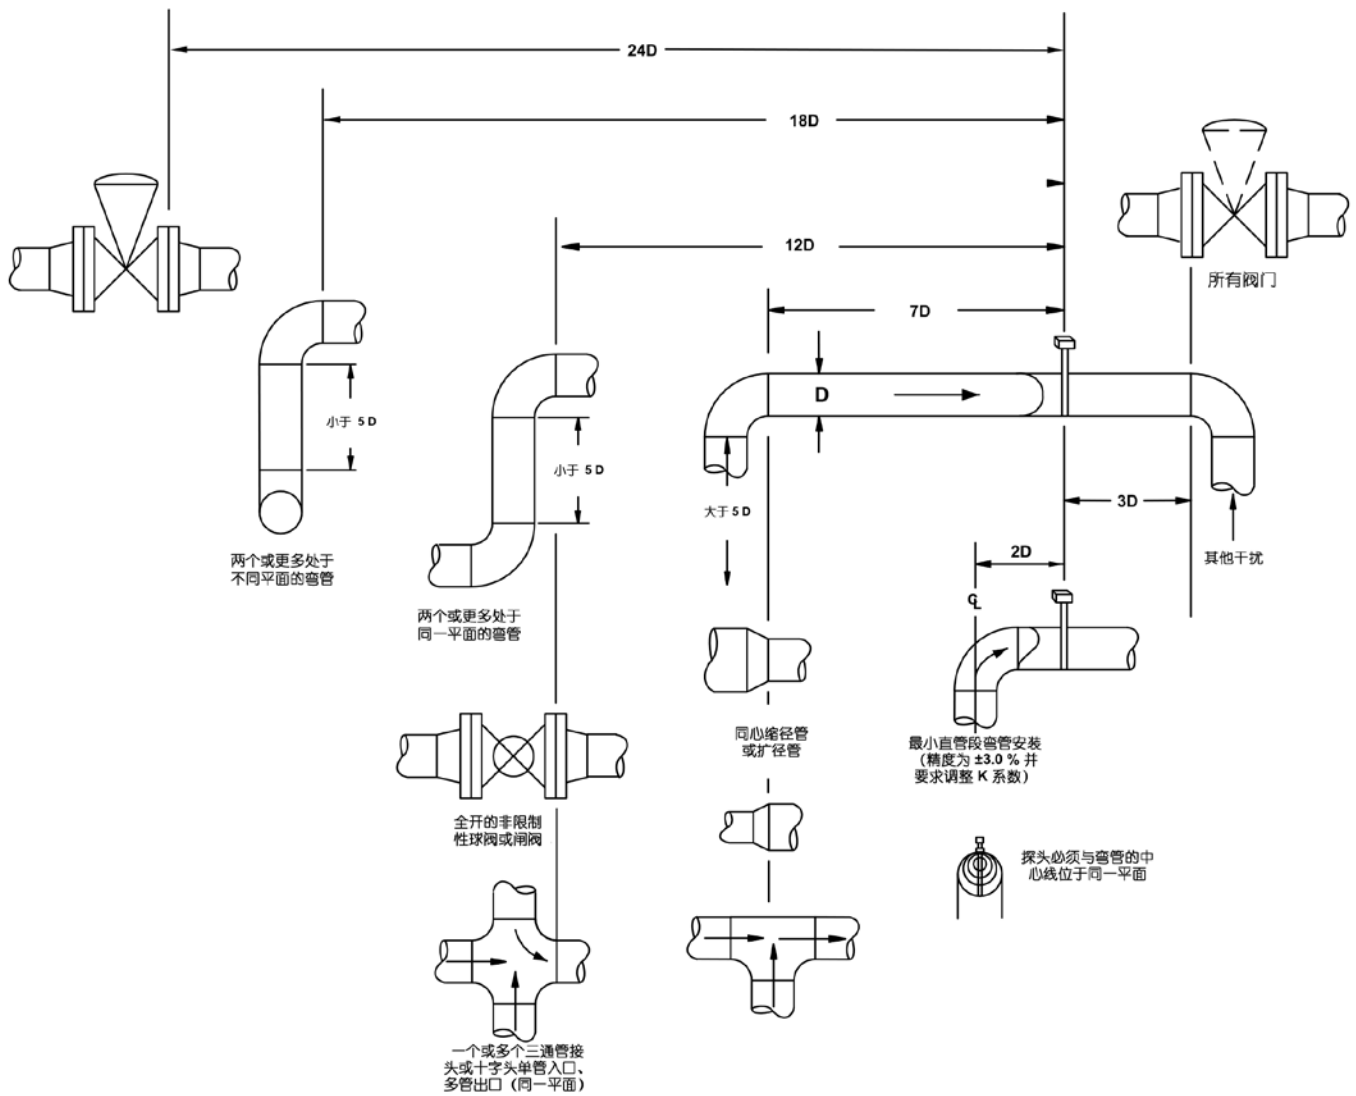 24D
18D
12D
7D
所有阀门
D
小于 5 D
小于 5 D
大于 5 D
3D
2D
℄
其他干扰
两个或更多处于
不同平面的弯管
两个或更多处于
同一平面的弯管
同心缩径管
或扩径管
最小直管段弯管安装
（精度为 ±3.0 % 并
要求调整 K 系数）
全开的非限制
性球阀或闸阀
探头必须与弯管的中
心线位于同一平面
一个或多个三通管接
头或十字头单管入口、
多管出口（同一平面）